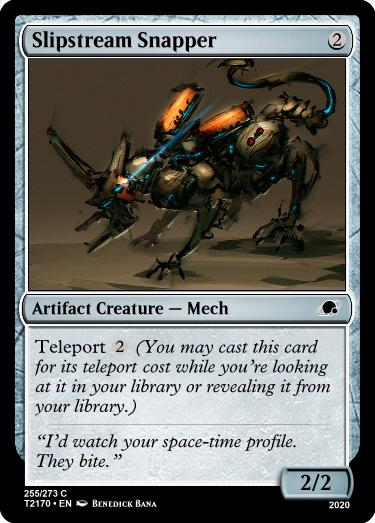 Slipstream Snapper 2
Artifact Creature — Mech
Teleport 2 (You may cast this card
for its teleport cost while you're looking
at it in your library or revealing it from
your library.)
“I'd watch your space-time profile.
They bite.”
2/2
255/273 C
T2170 • EN Benedick Bana
2020